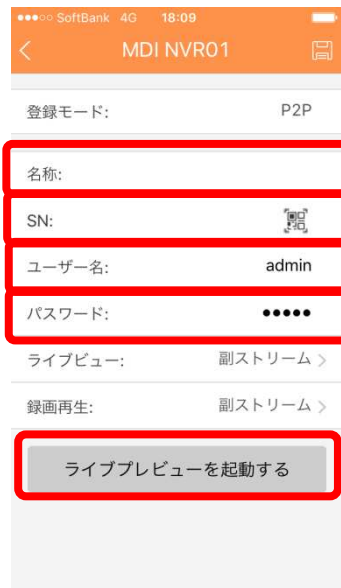 ●●●○○ SoftBank 4G 18:09
< MDI NVR01
登録モード: P2P
名称:
SN:
ユーザー名: admin
パスワード: ●●●●●
ライブビュー: 副ストリーム >
録画再生: 副ストリーム >
ライブプレビューを起動する